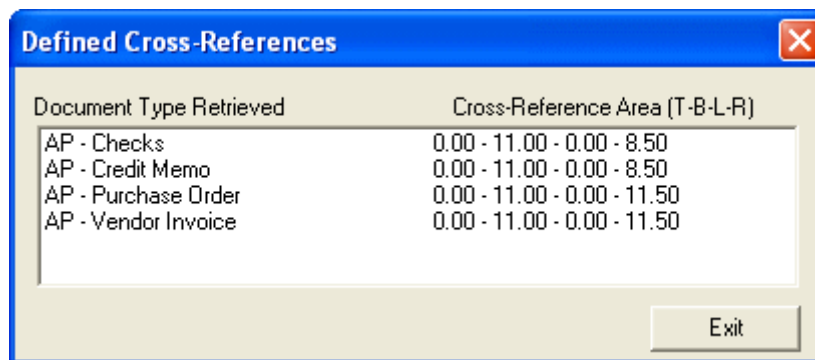 Defined Cross-References
Document Type Retrieved Cross-Reference Area (T-B-L-R)
AP - Checks 0.00 - 11.00 - 0.00 - 8.50
AP - Credit Memo 0.00 - 11.00 - 0.00 - 8.50
AP - Purchase Order 0.00 - 11.00 - 0.00 - 11.50
AP - Vendor Invoice 0.00 - 11.00 - 0.00 - 11.50
Exit